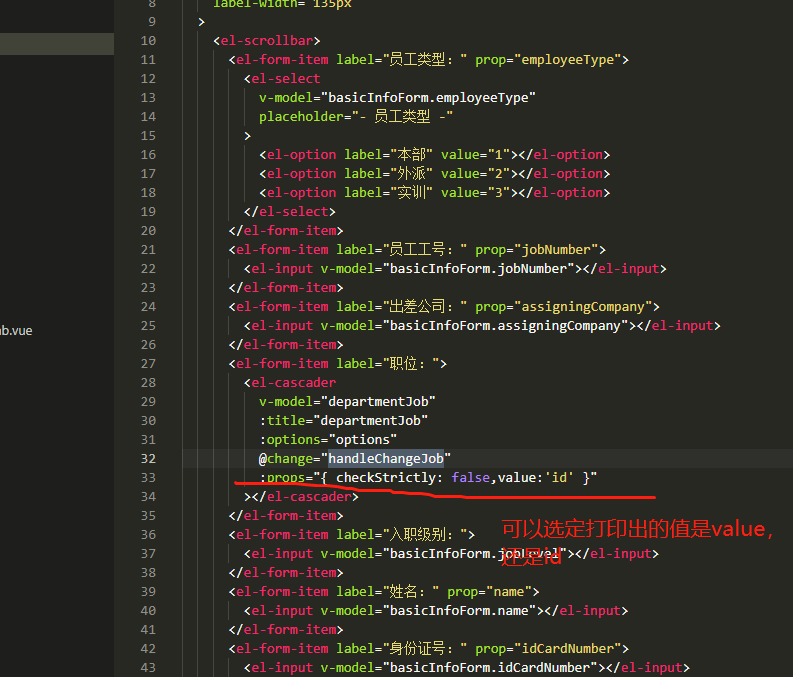 8 label-width="135px
9 >
10 <el-scrollbar>
11 <el-form-item label="员工类型：" prop="employeeType">
12 <el-select
13 v-model="basicInfoForm.employeeType"
14 placeholder="- 员工类型 -"
15 >
16 <el-option label="本部" value="1"></el-option>
17 <el-option label="外派" value="2"></el-option>
18 <el-option label="实训" value="3"></el-option>
19 </el-select>
20 </el-form-item>
21 <el-form-item label="员工工号：" prop="jobNumber">
22 <el-input v-model="basicInfoForm.jobNumber"></el-input>
23 </el-form-item>
24 <el-form-item label="出差公司：" prop="assigningCompany">
25 <el-input v-model="basicInfoForm.assigningCompany"></el-input>
ab.vue
26 </el-form-item>
27 <el-form-item label="职位：">
28 <el-cascader
29 v-model="departmentJob"
30 :title="departmentJob"
31 :options="options"
32 @change="handleChangeJob"
33 :props="{ checkStrictly: false,value:'id' }"
34 ></el-cascader>
35 </el-form-item>
36 <el-form-item label="入职级别：">
可以选定打印出的值是value，
还是id
37 <el-input v-model="basicInfoForm.jobLevel"></el-input>
38 </el-form-item>
39 <el-form-item label="姓名：" prop="name">
40 <el-input v-model="basicInfoForm.name"></el-input>
41 </el-form-item>
42 <el-form-item label="身份证号：" prop="idCardNumber">
43 <el-input v-model="basicInfoForm.idCardNumber"></el-input>